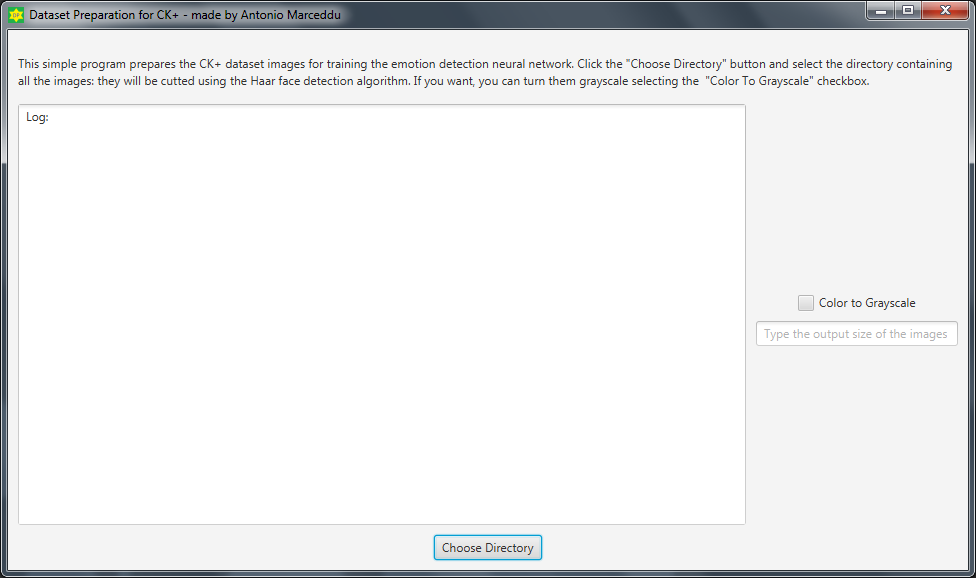 Dataset Preparation for CK+ - made by Antonio Marceddu
This simple program prepares the CK+ dataset images for training the emotion detection neural network. Click the "Choose Directory" button and select the directory containing
all the images: they will be cutted using the Haar face detection algorithm. If you want, you can turn them grayscale selecting the  "Color To Grayscale" checkbox.
Log:
Color to Grayscale
Type the output size of the images
Choose Directory